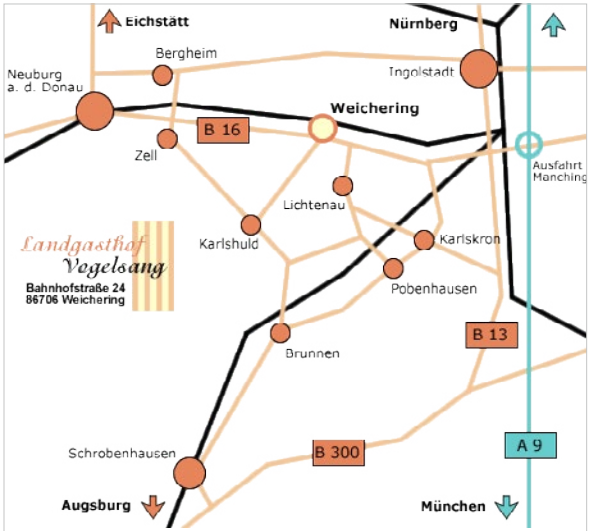 Eichstätt
Nürnberg
Bergheim
Neuburg
a. d. Donau
Ingolstadt
Weichering
B 16
Zell
Ausfahrt
Manching
Lichtenau
Karlshuld
Karlskron
Landgasthof
Vogelsang
Bahnhofstraße 24
86706 Weichering
Pobenhausen
B 13
Brunnen
Schrobenhausen
B 300
A 9
Augsburg
München